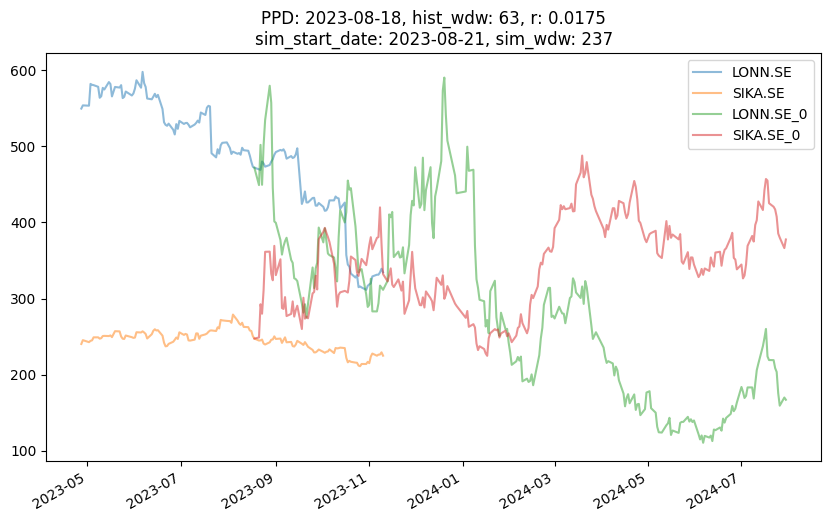 PPD: 2023-08-18, hist_wdw: 63, r: 0.0175
sim_start_date: 2023-08-21, sim_wdw: 237
LONN.SE
SIKA.SE
LONN.SE_0
SIKA.SE_0
600
500
400
300
200
100
2023-05
2023-07
2023-09
2023-11
2024-01
2024-03
2024-05
2024-07